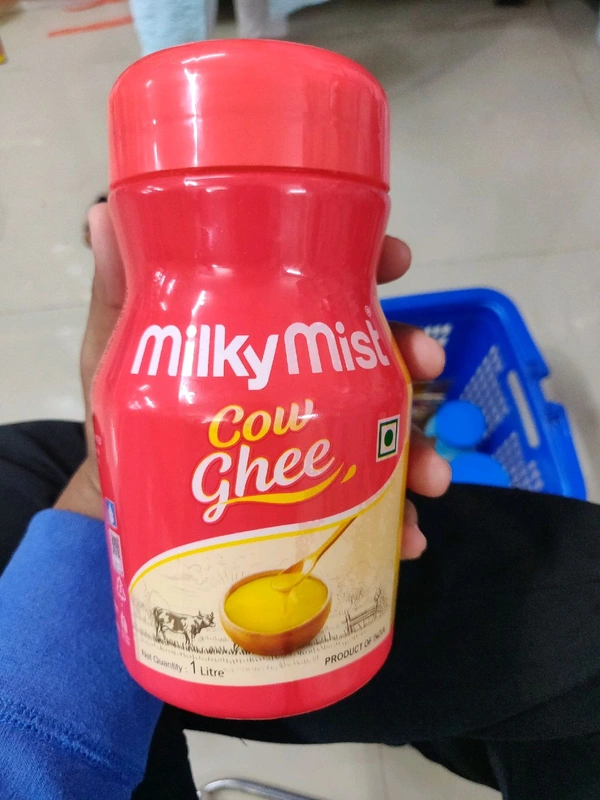 Milky Mist®
Cow
Ghee
Net Quantity : 1 Litre
PRODUCT OF INDIA